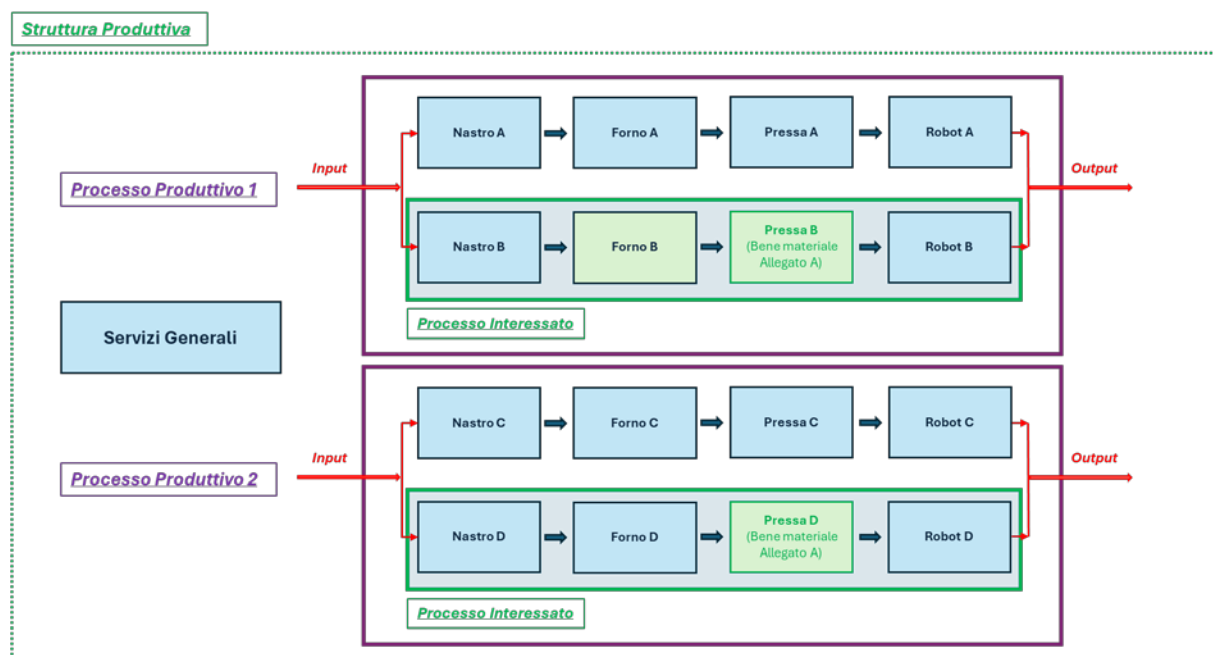 Struttura Produttiva
Nastro A
Forno A
Pressa A
Robot A
Input
Output
Processo Produttivo 1
Nastro B
Forno B
Pressa B
(Bene materiale
Allegato A)
Robot B
Processo Interessato
Servizi Generali
Nastro C
Forno C
Pressa C
Robot C
Input
Output
Processo Produttivo 2
Nastro D
Forno D
Pressa D
(Bene materiale
Allegato A)
Robot D
Processo Interessato